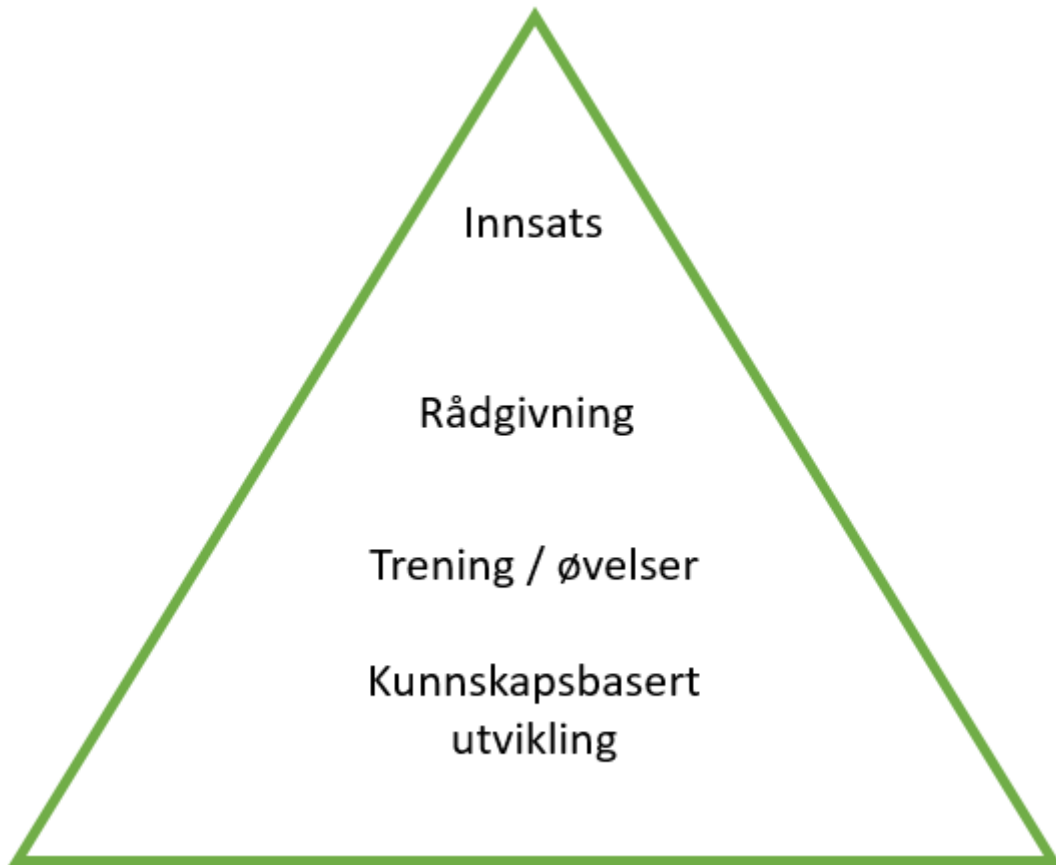 Innsats
Rådgivning
Trening / øvelser
Kunnskapsbasert
utvikling